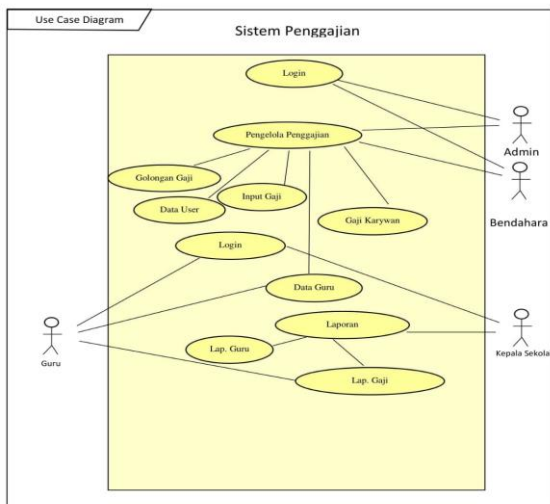 Use Case Diagram
Sistem Penggajian
Login
Pengelola Penggajian
Admin
Golongan Gaji
Input Gaji
Data User
Gaji Karywan
Bendahara
Login
Data Guru
Laporan
Guru
Lap. Guru
Kepala Sekola
Lap. Gaji